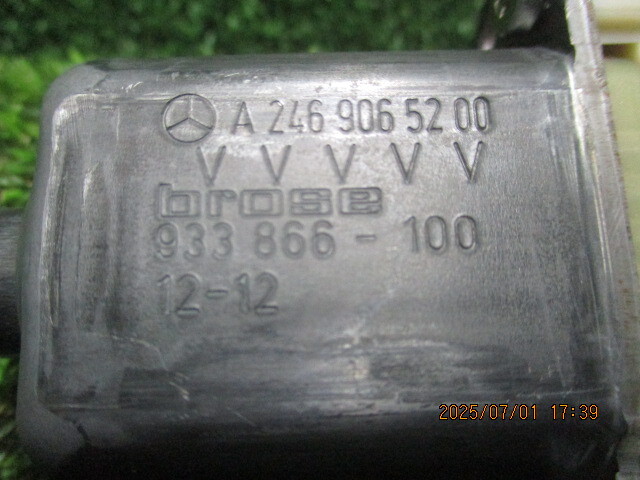 A 246 906 52 00
V V V V V
brose
933 866 - 100
12-12
2025/07/01 17:39